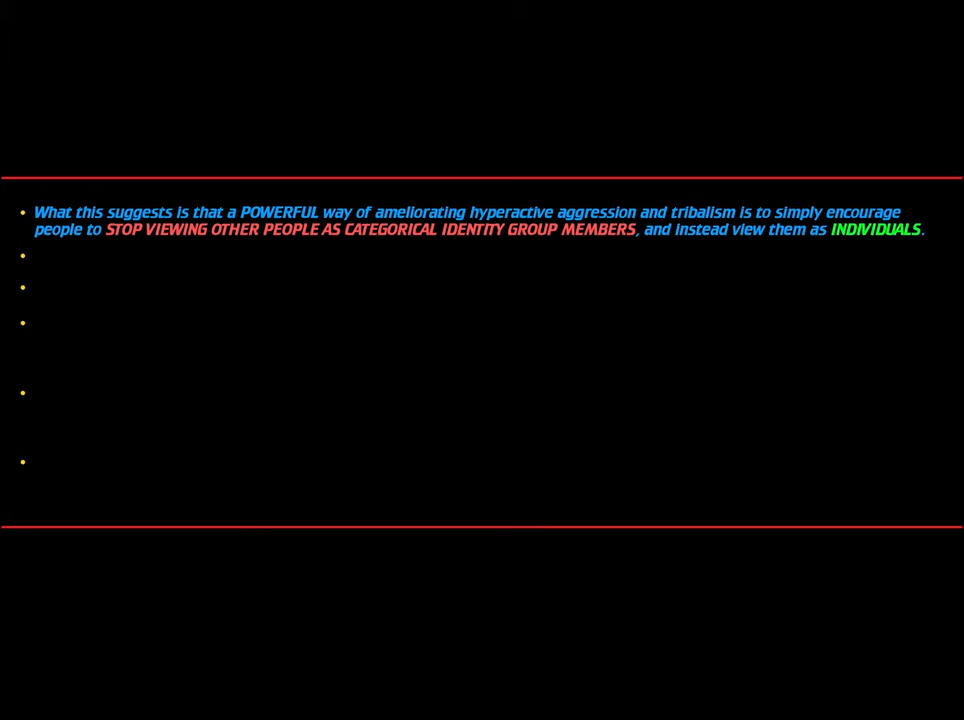 • What this suggests is that a POWERFUL way of ameliorating hyperactive aggression and tribalism is to simply encourage
people to STOP VIEWING OTHER PEOPLE AS CATEGORICAL IDENTITY GROUP MEMBERS, and instead view them as INDIVIDUALS.
•
•
•
•
•